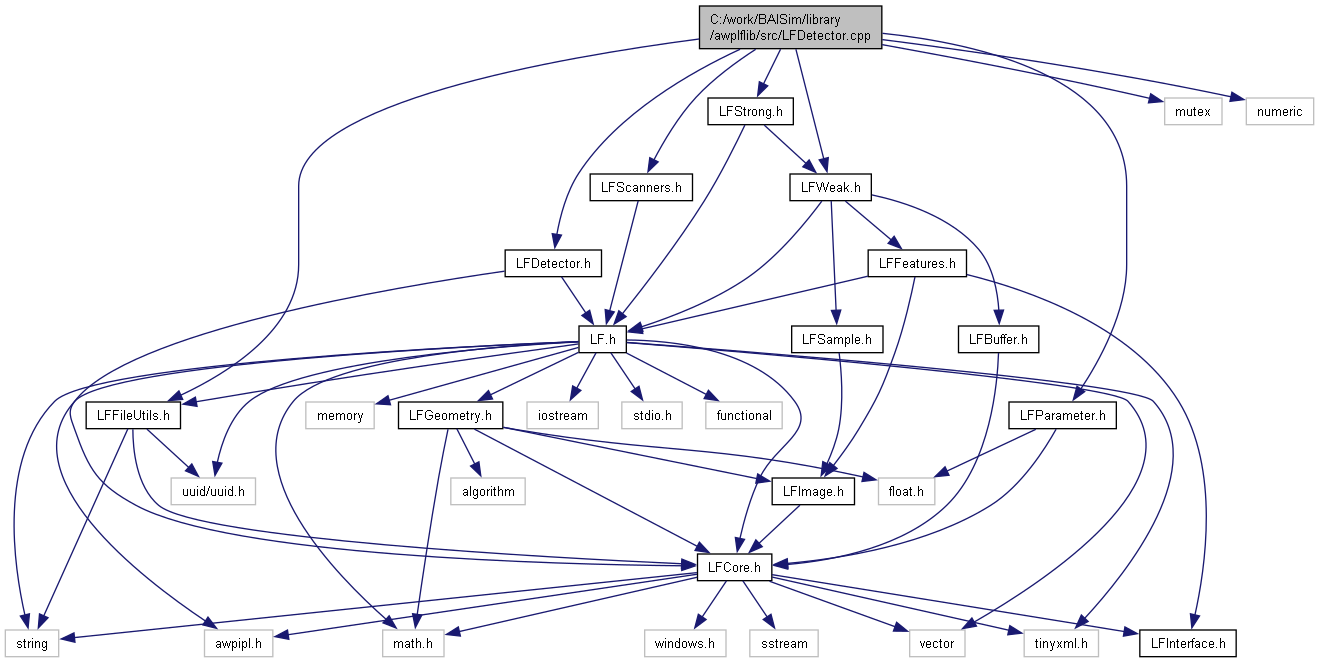 C:/work/BAISim/library
/awplflib/src/LFDetector.cpp
LFStrong.h
mutex
numeric
LFScanners.h
LFWeak.h
LFDetector.h
LFFeatures.h
LF.h
LFSample.h
LFBuffer.h
LFFileUtils.h
memory
LFGeometry.h
iostream
stdio.h
functional
LFParameter.h
uuid/uuid.h
algorithm
LFImage.h
float.h
LFCore.h
string
awpipl.h
math.h
windows.h
sstream
vector
tinyxml.h
LFInterface.h